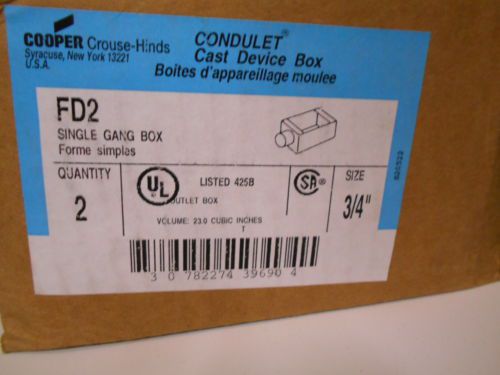 COOPER Crouse-Hinds
Syracuse, New York 13221
U.S.A.
CONDULET®
Cast Device Box
Boites d'appareillage moulee
FD2
SINGLE GANG BOX
Forme simplas
QUANTITY
2
UL
LISTED 425B
OUTLET BOX
VOLUME: 23.0 CUBIC INCHES
T
SA®
SIZE
3/4"
3 0 782274 39690 4